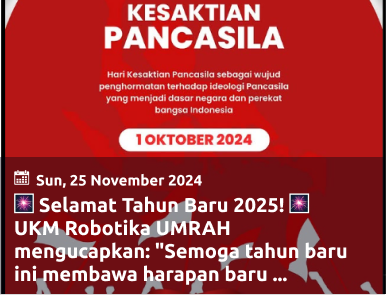 KESAKTIAN
PANCASILA
Hari Kesaktian Pancasila sebagai wujud
penghormatan terhadap ideologi Pancasila
yang menjadi dasar negara dan perekat
bangsa Indonesia
1 OKTOBER 2024
Sun, 25 November 2024
🎆 Selamat Tahun Baru 2025! 🎆
UKM Robotika UMRAH
mengucapkan: "Semoga tahun baru
ini membawa harapan baru ...